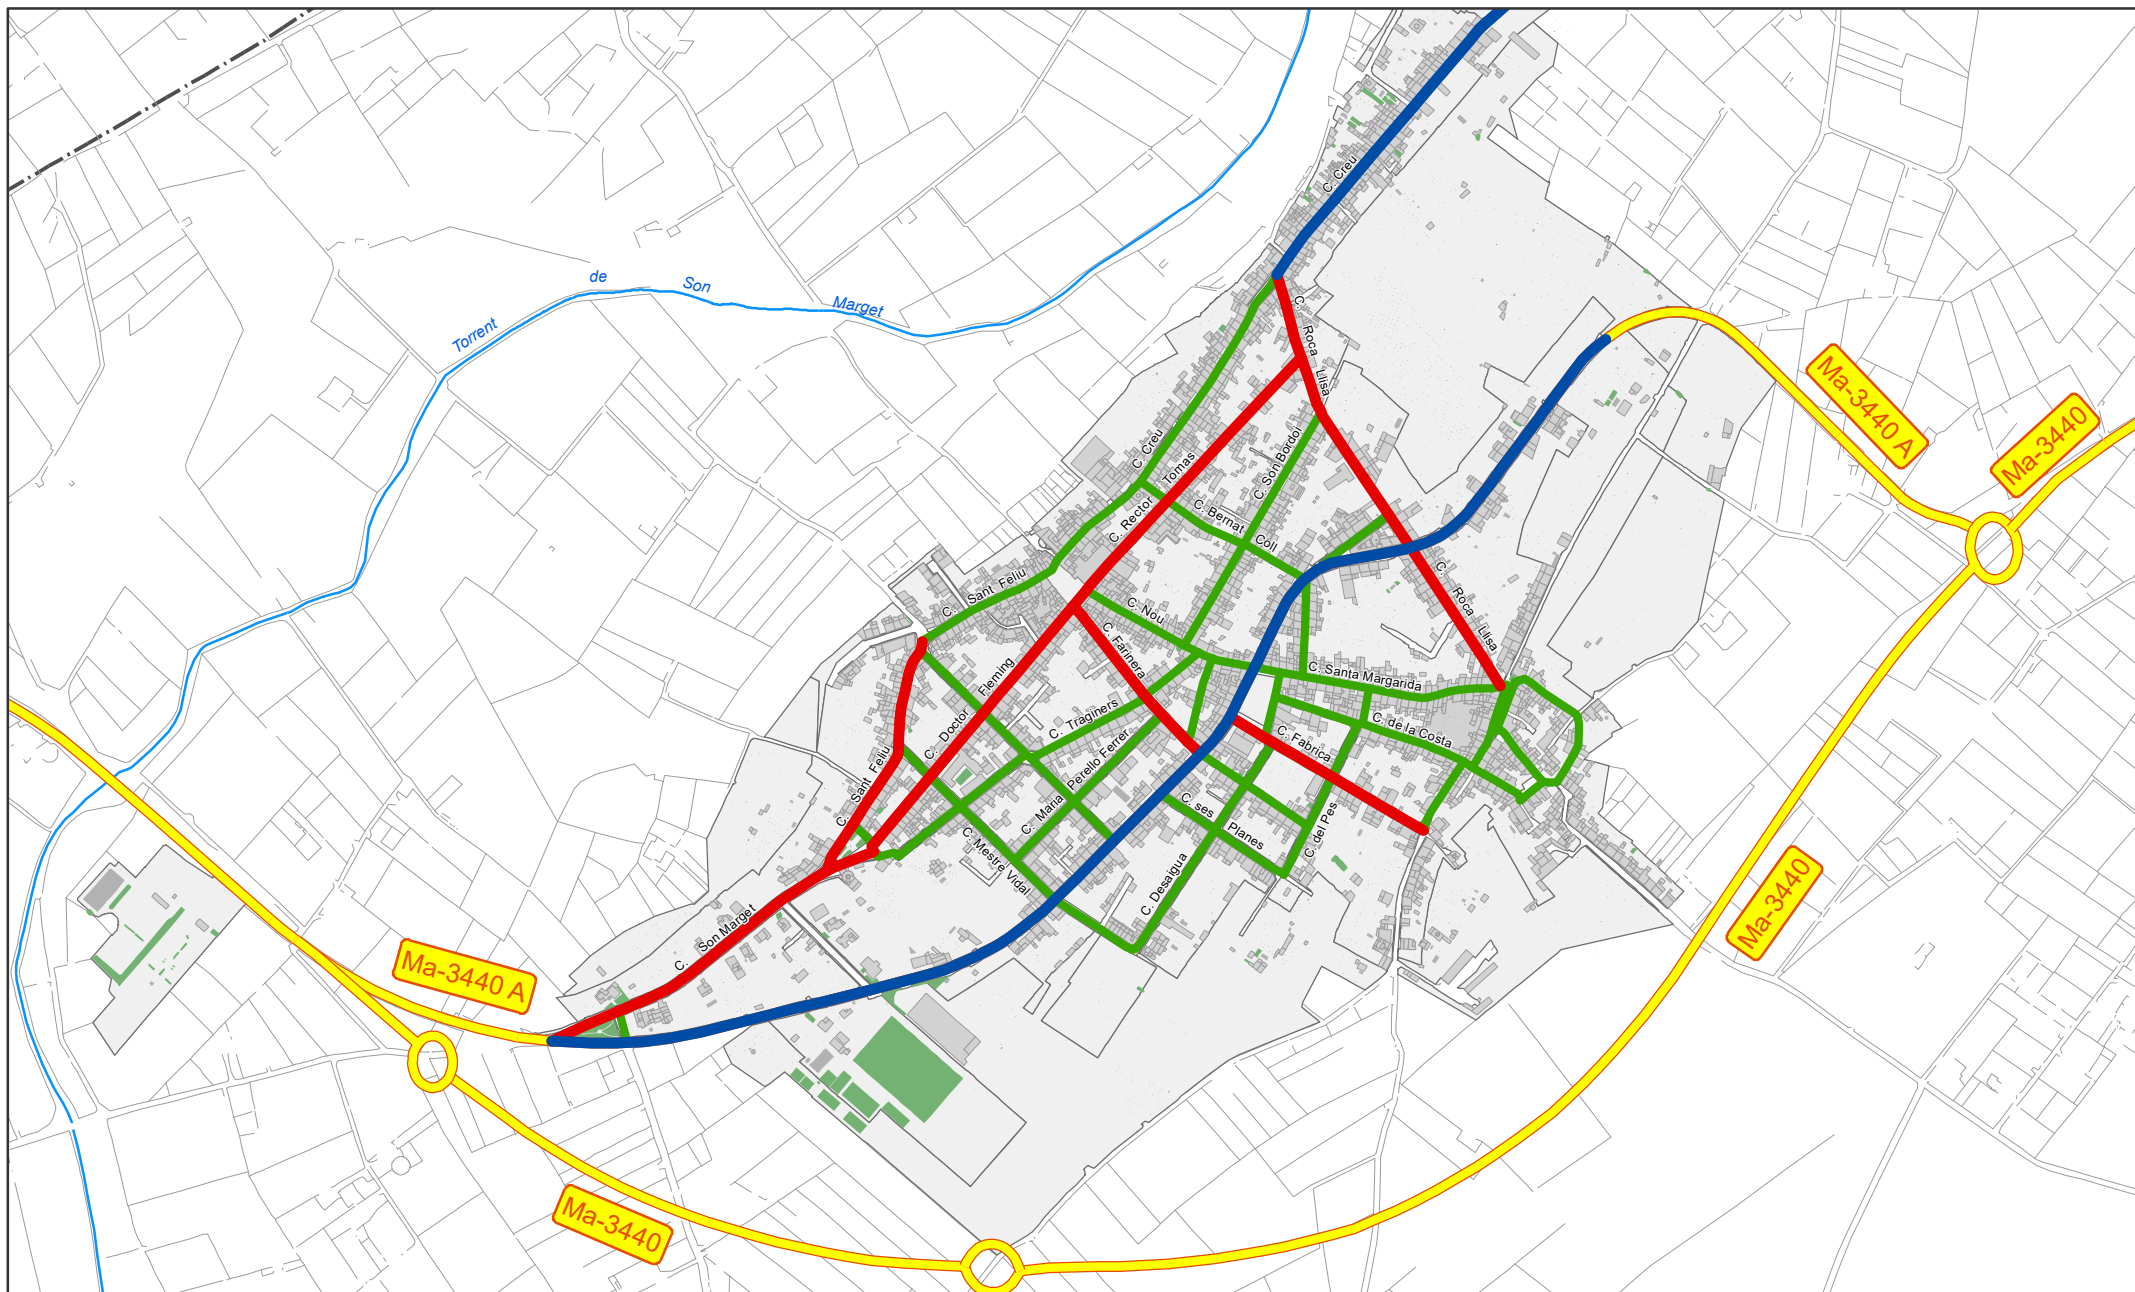 Torrent de Son Marget
C. Creu
C. Roca Llisa
Ma-3440 A
Ma-3440
C. Creu
C. Rector Tomas
C. Son Bordoi
C. Bernat Coll
C. Sant Feliu
C. Nou
C. Farinera
C. Roca Llisa
C. Santa Margarida
C. Doctor Fleming
C. Traginers
C. de la Costa
C. Fabrica
C. Sant Feliu
C. Maria Perello Ferrer
C. ses Planes
C. del Pes
C. Mestre Vidal
C. Desaigua
C. Son Marget
Ma-3440 A
Ma-3440
Ma-3440